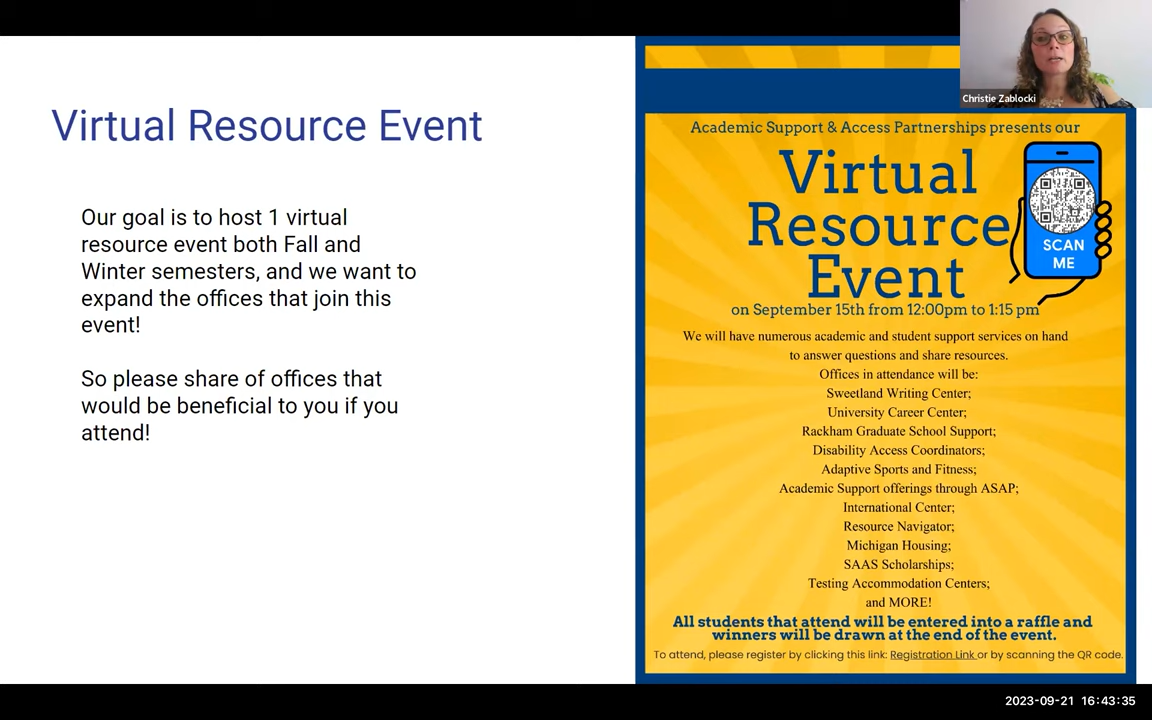 Virtual Resource Event
Our goal is to host 1 virtual
resource event both Fall and
Winter semesters, and we want to
expand the offices that join this
event!
So please share of offices that
would be beneficial to you if you
attend!
Christie Zablocki
Academic Support & Access Partnerships presents our
Virtual
Resource
Event
SCAN
ME
on September 15th from 12:00pm to 1:15 pm
We will have numerous academic and student support services on hand
to answer questions and share resources.
Offices in attendance will be:
Sweetland Writing Center;
University Career Center;
Rackham Graduate School Support;
Disability Access Coordinators;
Adaptive Sports and Fitness;
Academic Support offerings through ASAP;
International Center;
Resource Navigator;
Michigan Housing;
SAAS Scholarships;
Testing Accommodation Centers;
and MORE!
All students that attend will be entered into a raffle and
winners will be drawn at the end of the event.
To attend, please register by clicking this link: Registration Link or by scanning the QR code.
2023-09-21 16:43:35